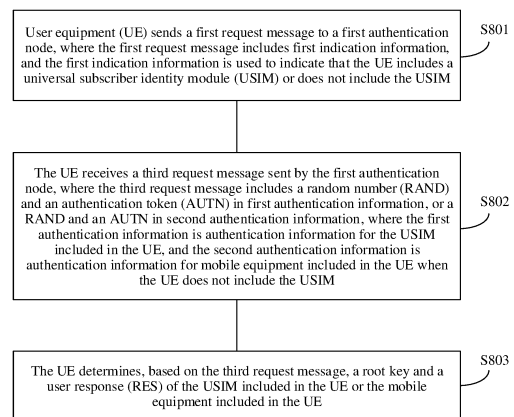 User equipment (UE) sends a first request message to a first authentication
node, where the first request message includes first indication information,
and the first indication information is used to indicate that the UE includes a
universal subscriber identity module (USIM) or does not include the USIM
S801
The UE receives a third request message sent by the first authentication
node, where the third request message includes a random number (RAND)
and an authentication token (AUTN) in first authentication information, or a
RAND and an AUTN in second authentication information, where the first
authentication information is authentication information for the USIM
included in the UE, and the second authentication information is
authentication information for mobile equipment included in the UE when
the UE does not include the USIM
S802
The UE determines, based on the third request message, a root key and a
user response (RES) of the USIM included in the UE or the mobile
equipment included in the UE
S803